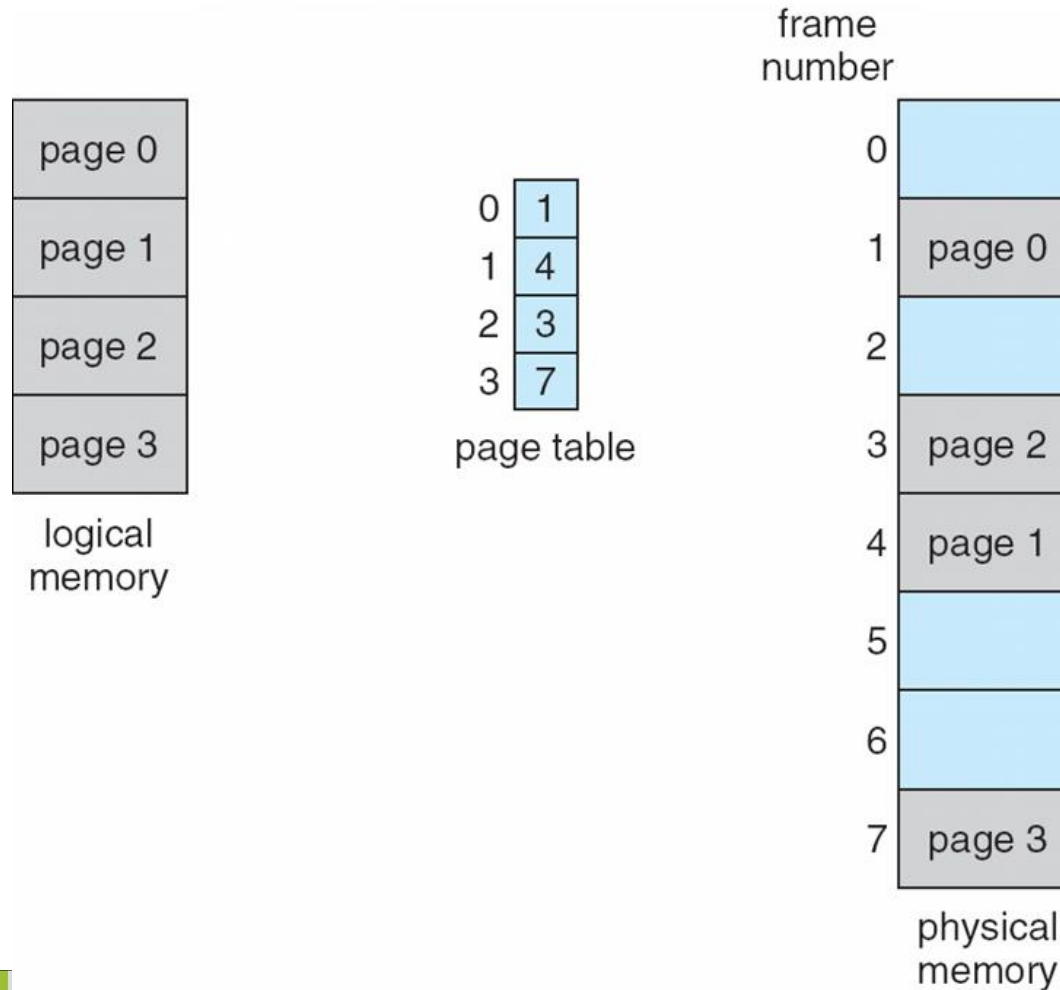 page 0
page 1
page 2
page 3
logical
memory
0 1
1 4
2 3
3 7
page table
frame
number
0
1 page 0
2
3 page 2
4 page 1
5
6
7 page 3
physical
memory